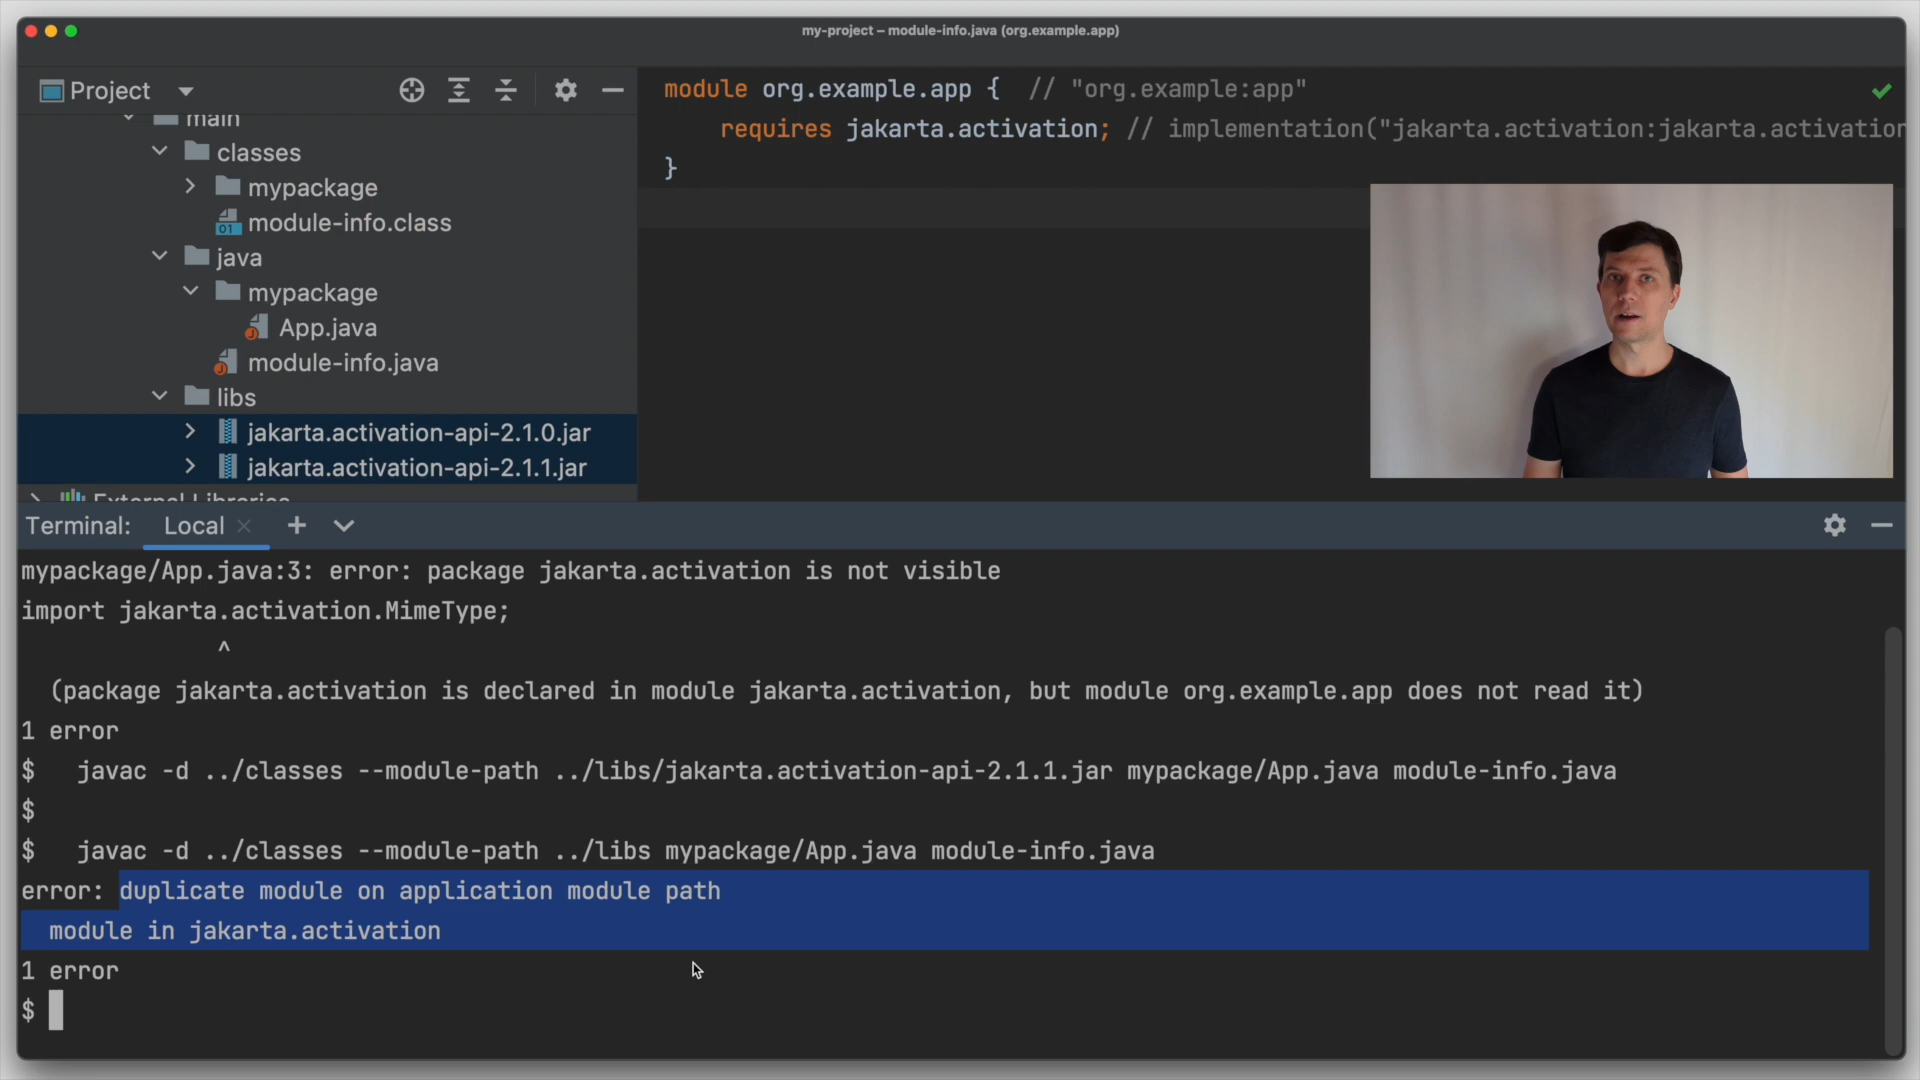 my-project – module-info.java (org.example.app)
Project
main
classes
mypackage
module-info.class
java
mypackage
App.java
module-info.java
libs
jakarta.activation-api-2.1.0.jar
jakarta.activation-api-2.1.1.jar
External Libraries
module org.example.app { // "org.example:app"
requires jakarta.activation; // implementation("jakarta.activation:jakarta.activation
}
Terminal: Local
mypackage/App.java:3: error: package jakarta.activation is not visible
import jakarta.activation.MimeType;
^
(package jakarta.activation is declared in module jakarta.activation, but module org.example.app does not read it)
1 error
$ javac -d ../classes --module-path ../libs/jakarta.activation-api-2.1.1.jar mypackage/App.java module-info.java
$
$ javac -d ../classes --module-path ../libs mypackage/App.java module-info.java
error: duplicate module on application module path
module in jakarta.activation
1 error
$